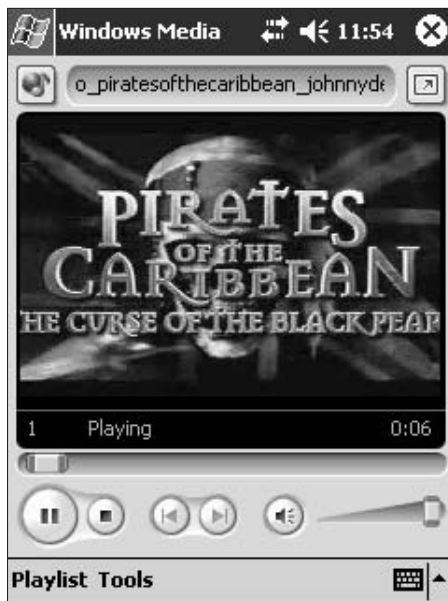 Windows Media 11:54
o_piratesofthecaribbean_johnnyde
PIRATES
OF THE
CARIBBEAN
HE CURSE OF THE BLACK PEAR
1 Playing 0:06
Playlist Tools